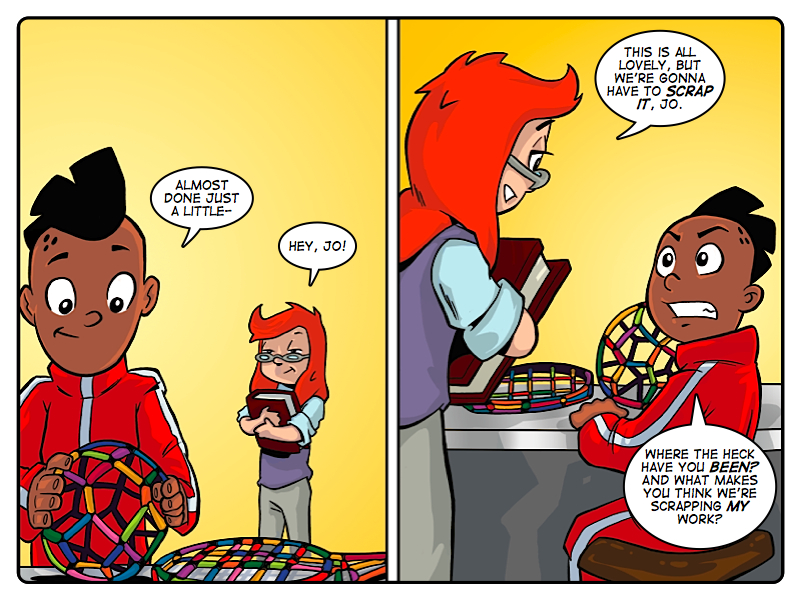 ALMOST
DONE JUST
A LITTLE--
HEY, JO!
THIS IS ALL
LOVELY, BUT
WE'RE GONNA
HAVE TO SCRAP
IT, JO.
WHERE THE HECK
HAVE YOU BEEN?
AND WHAT MAKES
YOU THINK WE'RE
SCRAPPING MY
WORK?